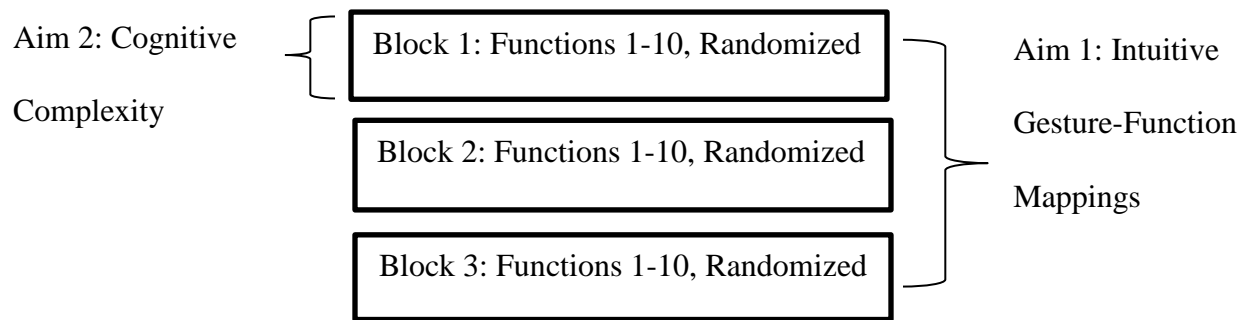 Aim 2: Cognitive
Complexity
Block 1: Functions 1-10, Randomized
Block 2: Functions 1-10, Randomized
Block 3: Functions 1-10, Randomized
Aim 1: Intuitive
Gesture-Function
Mappings